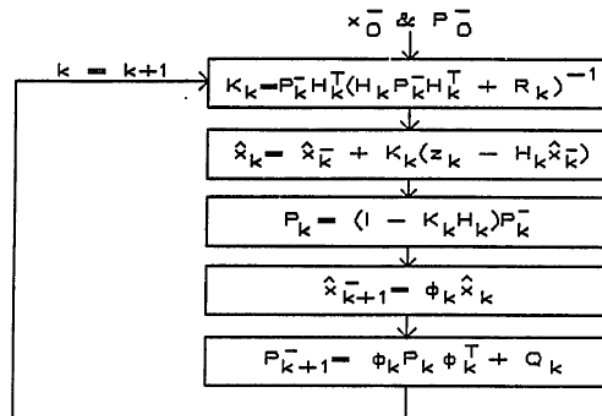 x₀⁻ & P₀⁻
k = k+1
Kₖ=Pₖ⁻Hₖᵀ(HₖPₖ⁻Hₖᵀ + Rₖ)⁻¹
x̂ₖ= x̂ₖ⁻ + Kₖ(zₖ - Hₖx̂ₖ⁻)
Pₖ= (I - KₖHₖ)Pₖ⁻
x̂ₖ₊₁⁻= ϕₖx̂ₖ
Pₖ₊₁⁻= ϕₖPₖϕₖᵀ+ Qₖ